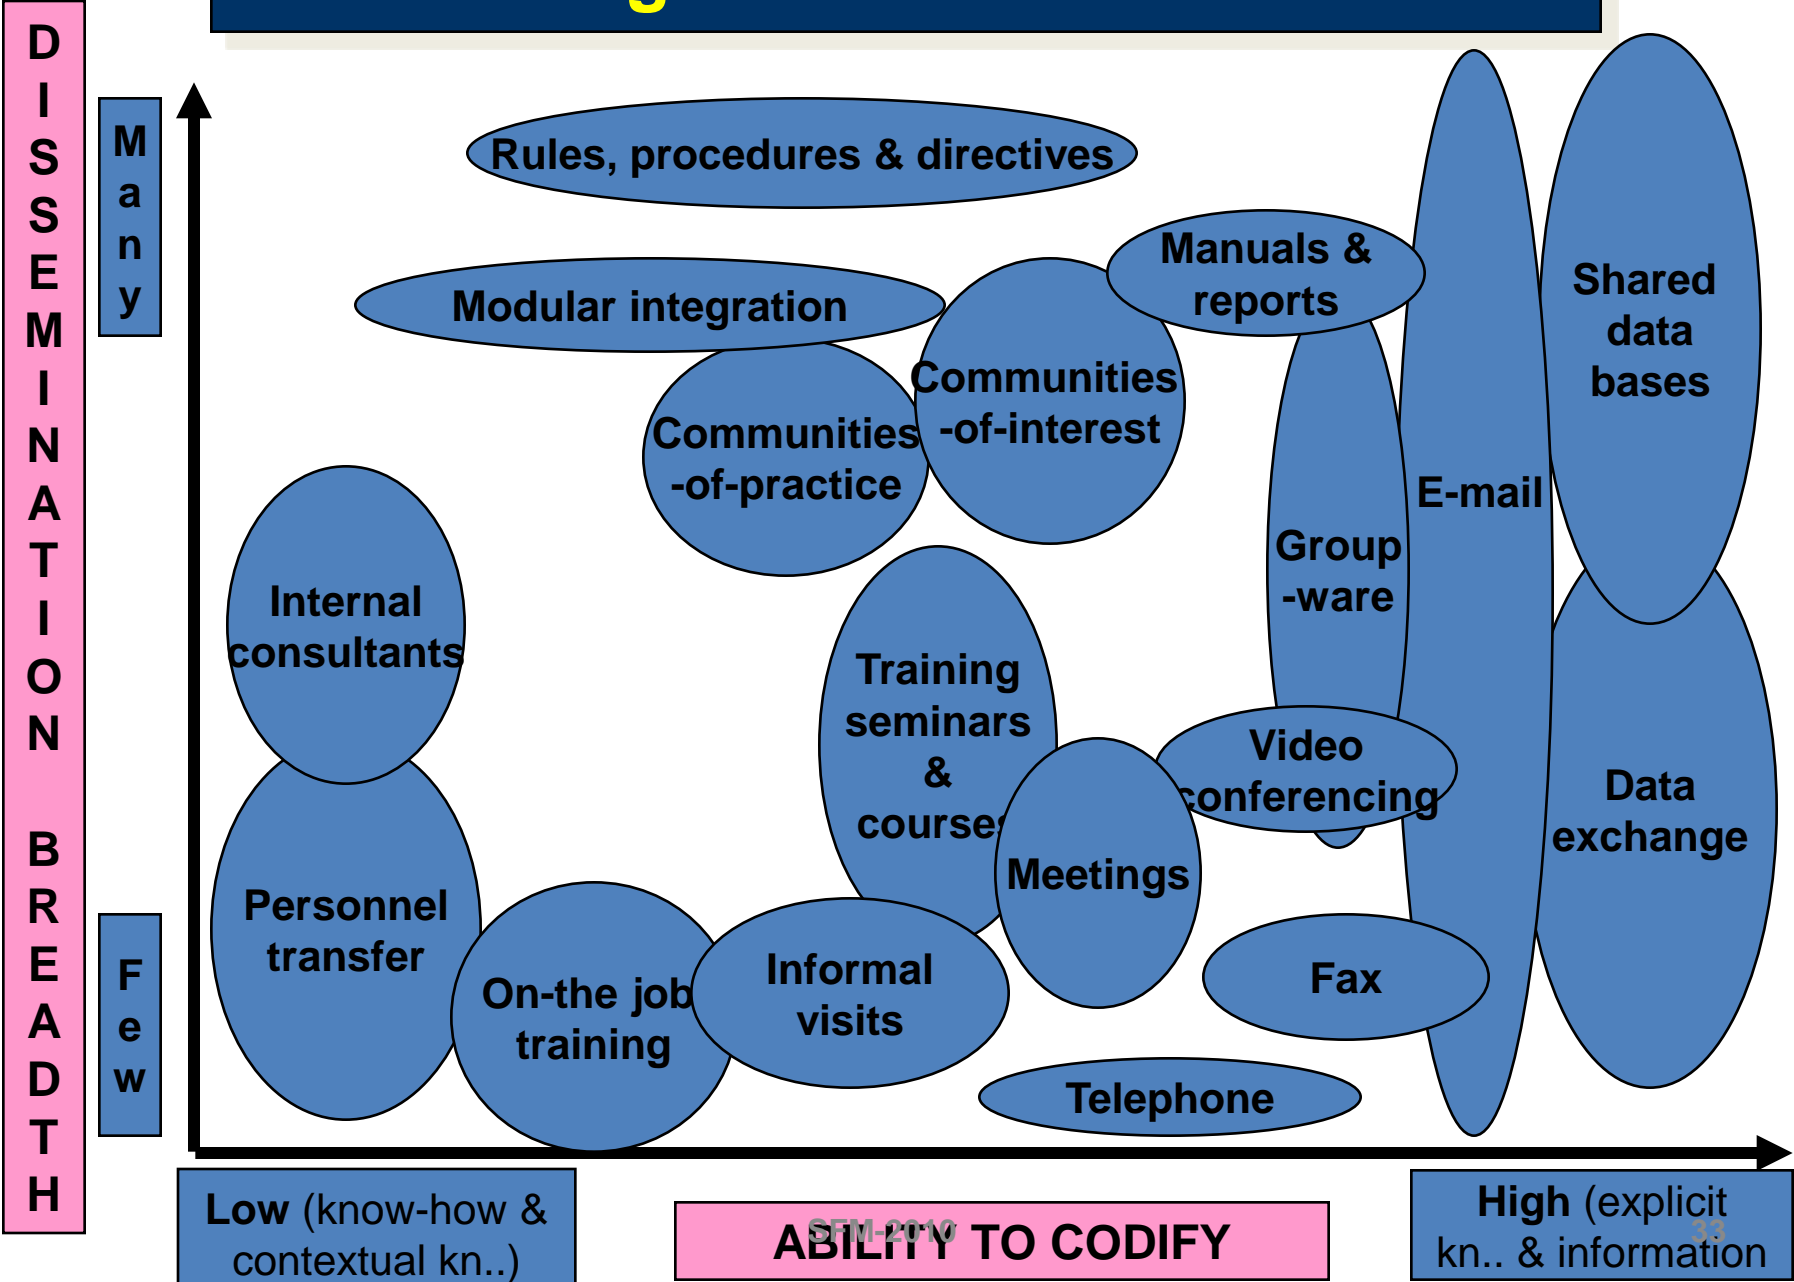 DISSEMINATION BREADTH
Many
Rules, procedures & directives
Manuals &
reports
Modular integration
Shared
data
bases
Communities
-of-interest
Communities
-of-practice
E-mail
Group
-ware
Internal
consultants
Training
seminars
&
courses
Video
conferencing
Data
exchange
Meetings
Personnel
transfer
Few
On-the job
training
Informal
visits
Fax
Telephone
Low (know-how &
contextual kn..)
ABILITY TO CODIFY
SFM-2010
High (explicit
kn.. & information
33